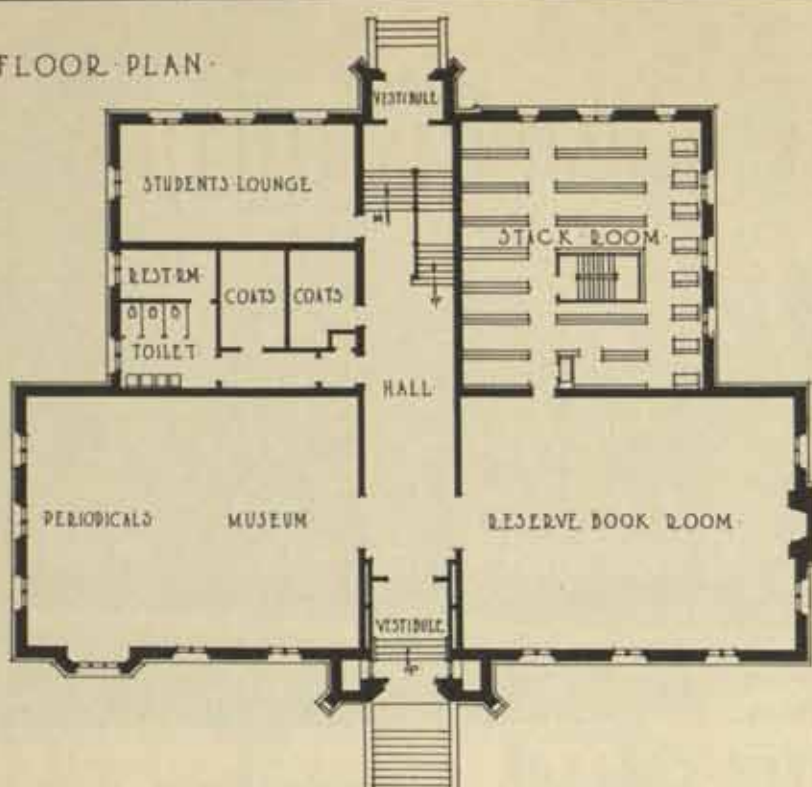 FLOOR · PLAN ·
VESTIBULE
STUDENTS LOUNGE
STACK · ROOM ·
REST · RM ·
COATS
COATS
TOILET
HALL
PERIODICALS
MUSEUM
RESERVE BOOK ROOM ·
VESTIBULE
UP